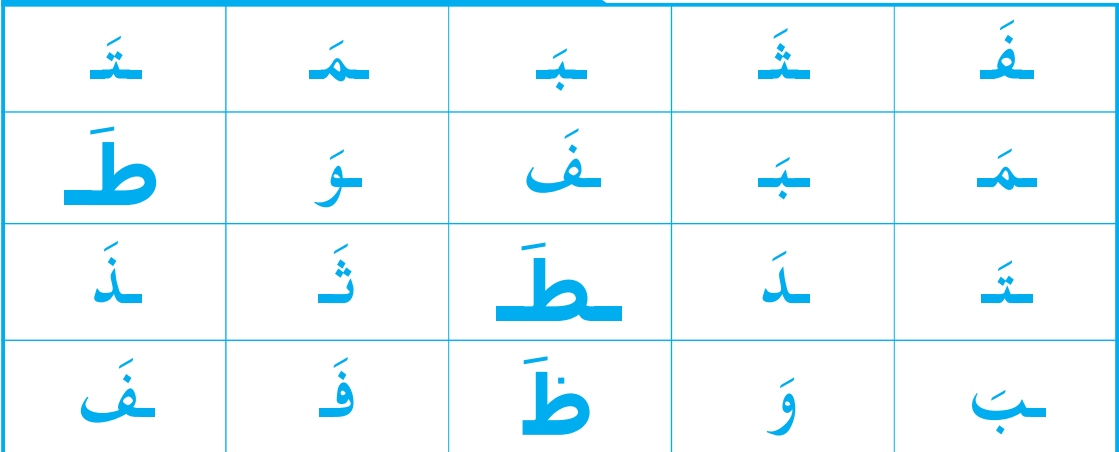 ـفَـ ـثَـ ـبَـ ـمَـ ـتَـ
ـمَـ ـبَـ ـفَ ـوَ طَـ
ـتَـ ـدَ ـطَـ ثَـ ـذَ
ـبَ وَ ظَ فَـ ـفَ